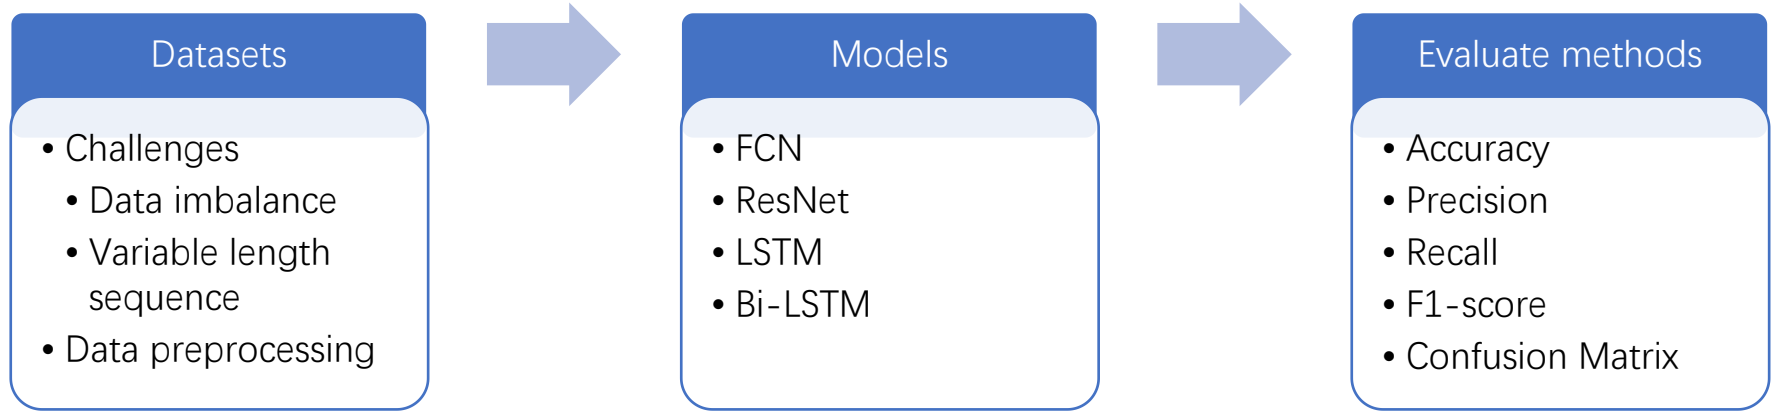 Datasets
• Challenges
• Data imbalance
• Variable length
sequence
• Data preprocessing
Models
• FCN
• ResNet
• LSTM
• Bi-LSTM
Evaluate methods
• Accuracy
• Precision
• Recall
• F1-score
• Confusion Matrix